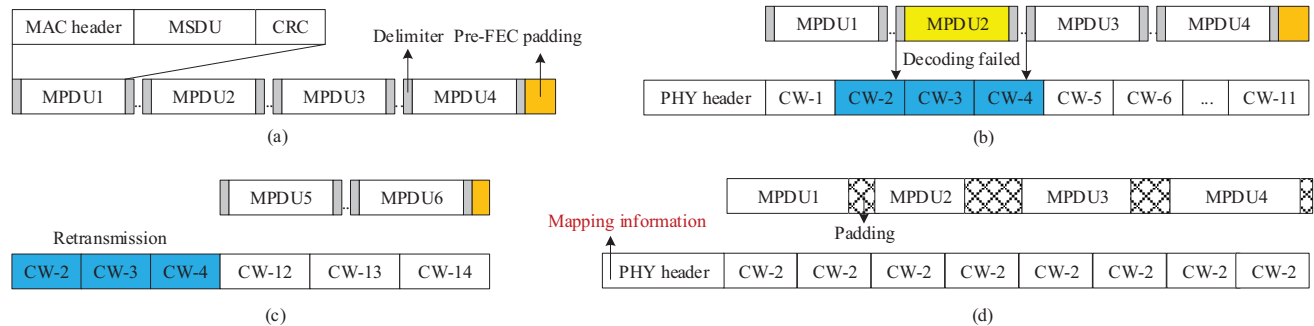 MAC header MSDU CRC
Delimiter Pre-FEC padding
MPDU1 MPDU2 MPDU3 MPDU4
(a)
MPDU1 MPDU2 MPDU3 MPDU4
Decoding failed
PHY header CW-1 CW-2 CW-3 CW-4 CW-5 CW-6 ... CW-11
(b)
MPDU5 MPDU6
Retransmission
CW-2 CW-3 CW-4 CW-12 CW-13 CW-14
(c)
MPDU1 MPDU2 MPDU3 MPDU4
Mapping information
Padding
PHY header CW-2 CW-2 CW-2 CW-2 CW-2 CW-2 CW-2 CW-2
(d)